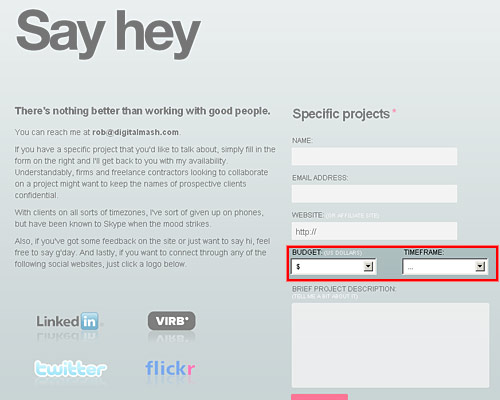 Say hey
There's nothing better than working with good people.
You can reach me at rob@digitalmash.com
If you have a specific project that you'd like to talk about, simply fill in the
form on the right and I'll get back to you with my availability.
Understandably, firms and freelance contractors looking to collaborate
on a project might want to keep the names of prospective clients
confidential.
With clients on all sorts of timezones, I've sort of given up on phones,
but have been known to Skype when the mood strikes.
Also, if you've got some feedback on the site or just want to say hi, feel
free to say g'day. And lastly, if you want to connect through any of the
following social websites, just click a logo below.
Linked in
VIRB°
twitter
flickr
Specific projects *
NAME:
EMAIL ADDRESS:
WEBSITE (OR AFFILIATE SITE)
http://
BUDGET: (US DOLLARS) TIMEFRAME:
$ ...
BRIEF PROJECT DESCRIPTION:
(TELL ME A BIT ABOUT IT)